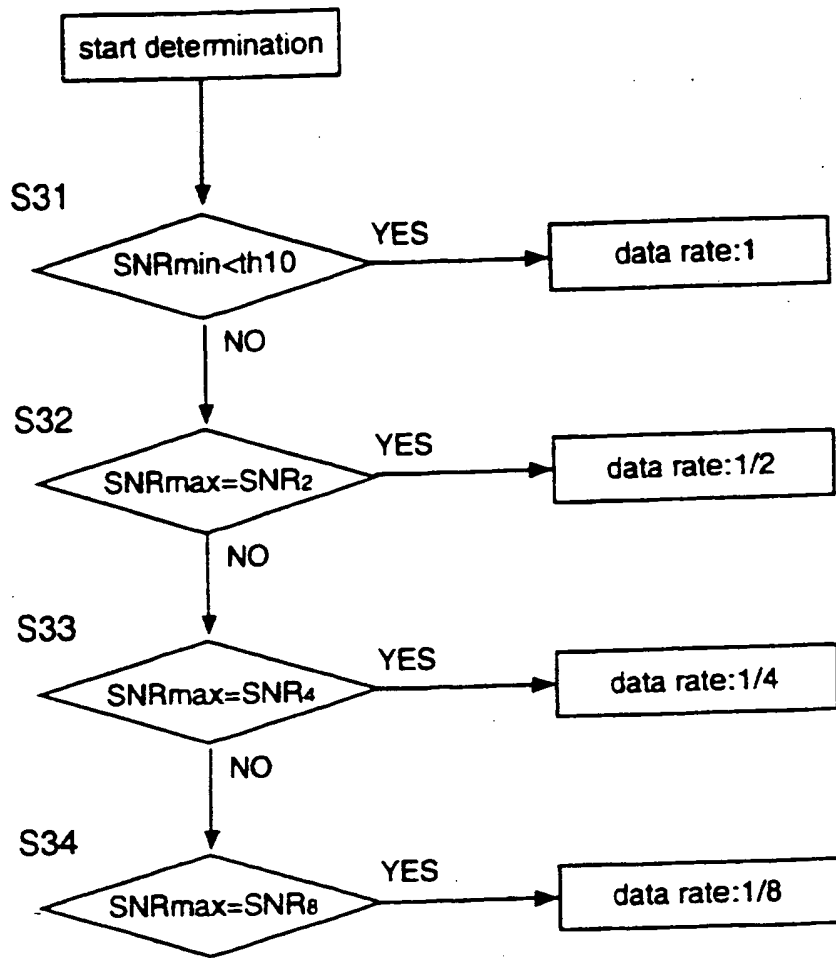 start determination
S31
SNRmin<th10
YES
data rate:1
NO
S32
SNRmax=SNR₂
YES
data rate:1/2
NO
S33
SNRmax=SNR₄
YES
data rate:1/4
NO
S34
SNRmax=SNR₈
YES
data rate:1/8